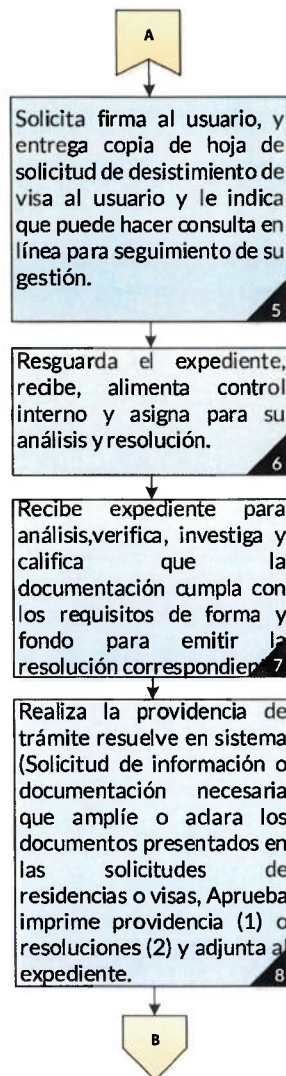 A
Solicita firma al usuario, y
entrega copia de hoja de
solicitud de desistimiento de
visa al usuario y le indica
que puede hacer consulta en
línea para seguimiento de su
gestión.
5
Resguarda el expediente,
recibe, alimenta control
interno y asigna para su
análisis y resolución.
6
Recibe expediente para
análisis,verifica, investiga y
califica que la
documentación cumpla con
los requisitos de forma y
fondo para emitir la
resolución
7
Realiza la providencia de
trámite resuelve en sistema
(Solicitud de información o
documentación necesaria
que amplíe o aclara los
documentos presentados en
las solicitudes de
residencias o visas, Aprueba
imprime providencia (1) o
resoluciones (2) y adjunta al
expediente.
8
B